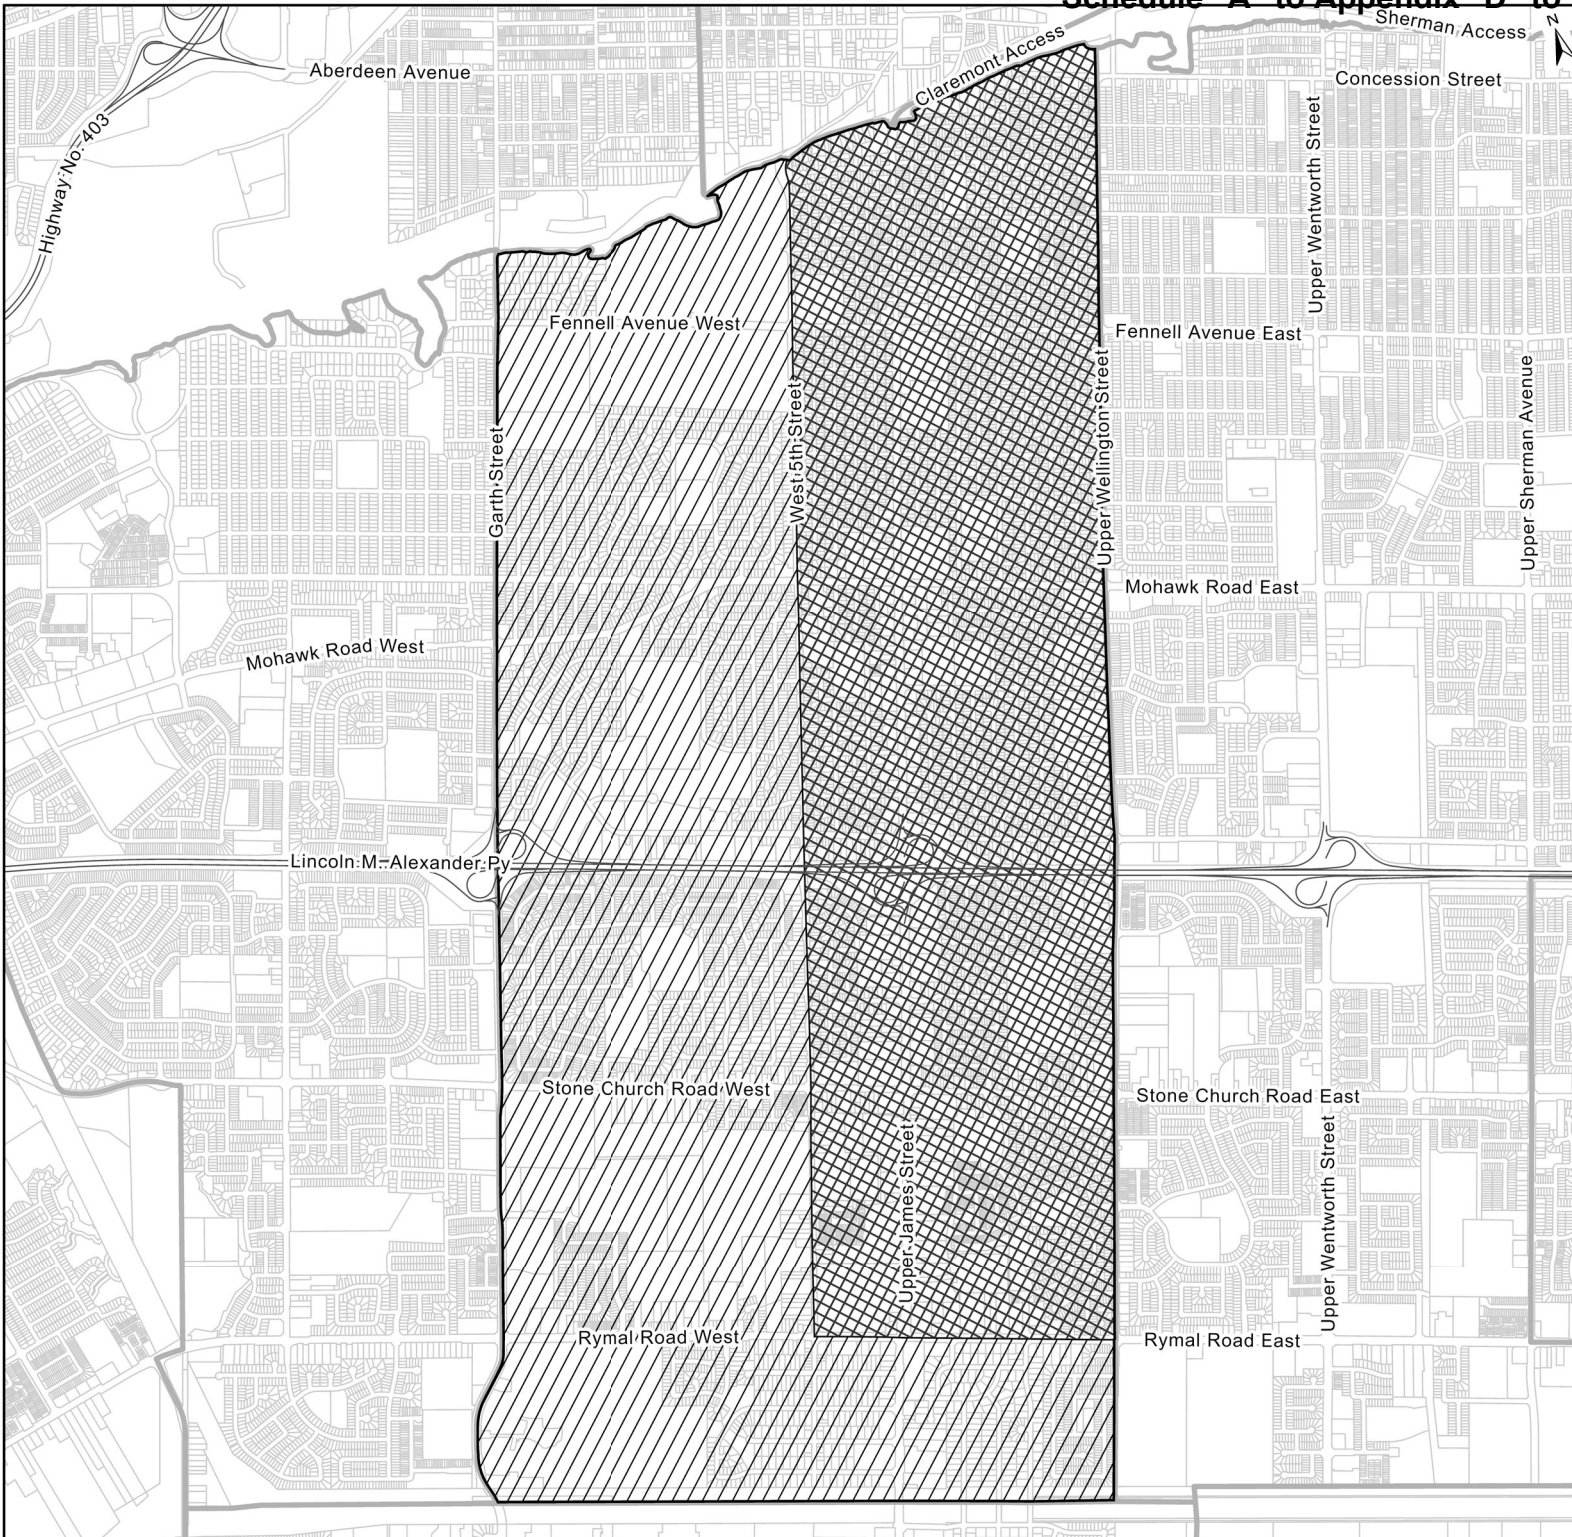 Schedule "A" to Appendix "D" to
Sherman Access
N
Claremont Access
Aberdeen Avenue
Concession Street
Highway No. 403
Upper Wentworth Street
Fennell Avenue West
Fennell Avenue East
Garth Street
West 5th Street
Upper Wellington Street
Upper Sherman Avenue
Mohawk Road East
Mohawk Road West
Lincoln M. Alexander Py
Stone Church Road West
Stone Church Road East
Upper James Street
Upper Wentworth Street
Rymal Road West
Rymal Road East